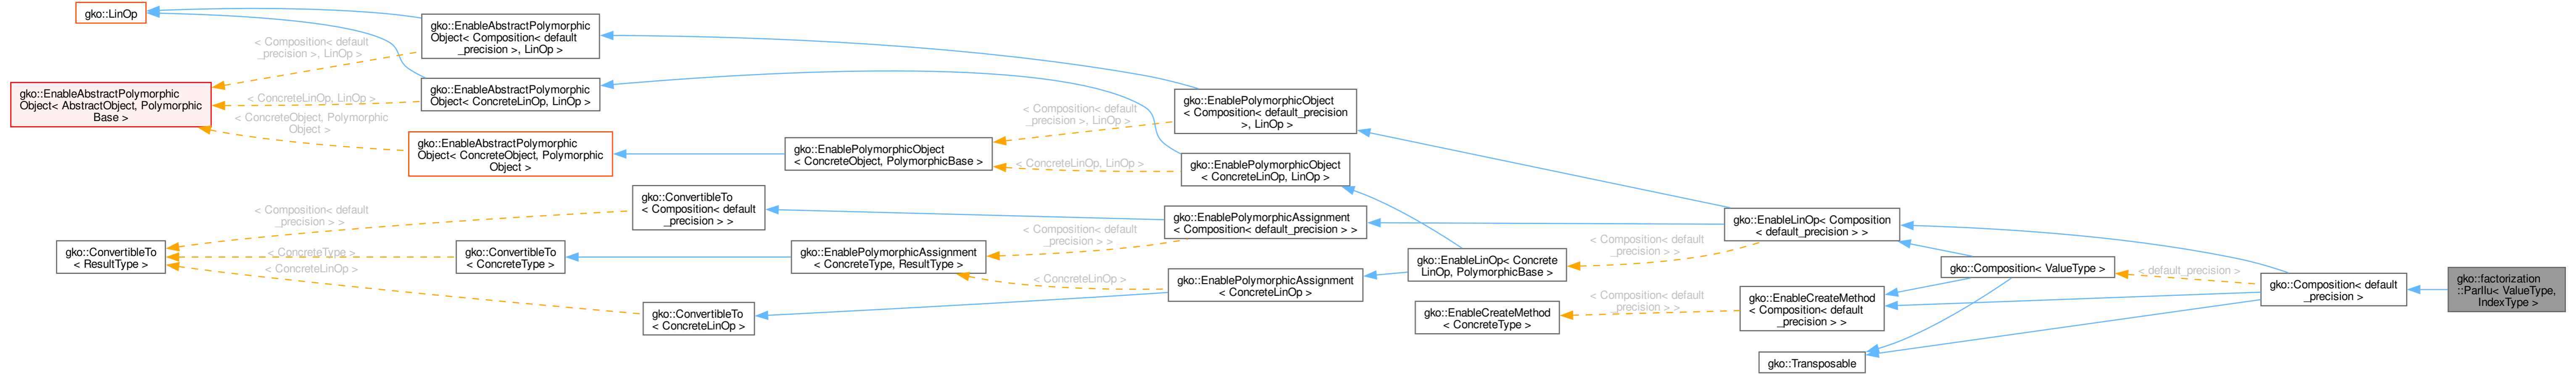 gko::LinOp
gko::EnableAbstractPolymorphic
Object< AbstractObject, Polymorphic
Base >
< Composition< default
_precision >, LinOp >
< ConcreteLinOp, LinOp >
< ConcreteObject, Polymorphic
Object >
gko::EnableAbstractPolymorphic
Object< Composition< default
_precision >, LinOp >
gko::EnableAbstractPolymorphic
Object< ConcreteLinOp, LinOp >
gko::EnableAbstractPolymorphic
Object< ConcreteObject, Polymorphic
Object >
gko::EnablePolymorphicObject
< ConcreteObject, PolymorphicBase >
< Composition< default
_precision >, LinOp >
< ConcreteLinOp, LinOp >
gko::EnablePolymorphicObject
< Composition< default_precision
>, LinOp >
gko::EnablePolymorphicObject
< ConcreteLinOp, LinOp >
gko::ConvertibleTo
< ResultType >
< Composition< default
_precision > >
< ConcreteType >
< ConcreteLinOp >
gko::ConvertibleTo
< Composition< default
_precision > >
gko::ConvertibleTo
< ConcreteType >
gko::ConvertibleTo
< ConcreteLinOp >
gko::EnablePolymorphicAssignment
< ConcreteType, ResultType >
< Composition< default
_precision > >
< ConcreteLinOp >
gko::EnablePolymorphicAssignment
< Composition< default_precision > >
gko::EnablePolymorphicAssignment
< ConcreteLinOp >
gko::EnableLinOp< Concrete
LinOp, PolymorphicBase >
< Composition< default
_precision > >
gko::EnableCreateMethod
< ConcreteType >
< Composition< default
_precision > >
gko::EnableLinOp< Composition
< default_precision > >
gko::EnableCreateMethod
< Composition< default
_precision > >
gko::Transposable
gko::Composition< ValueType >
< default_precision >
gko::Composition< default
_precision >
gko::factorization
::ParIlu< ValueType,
IndexType >